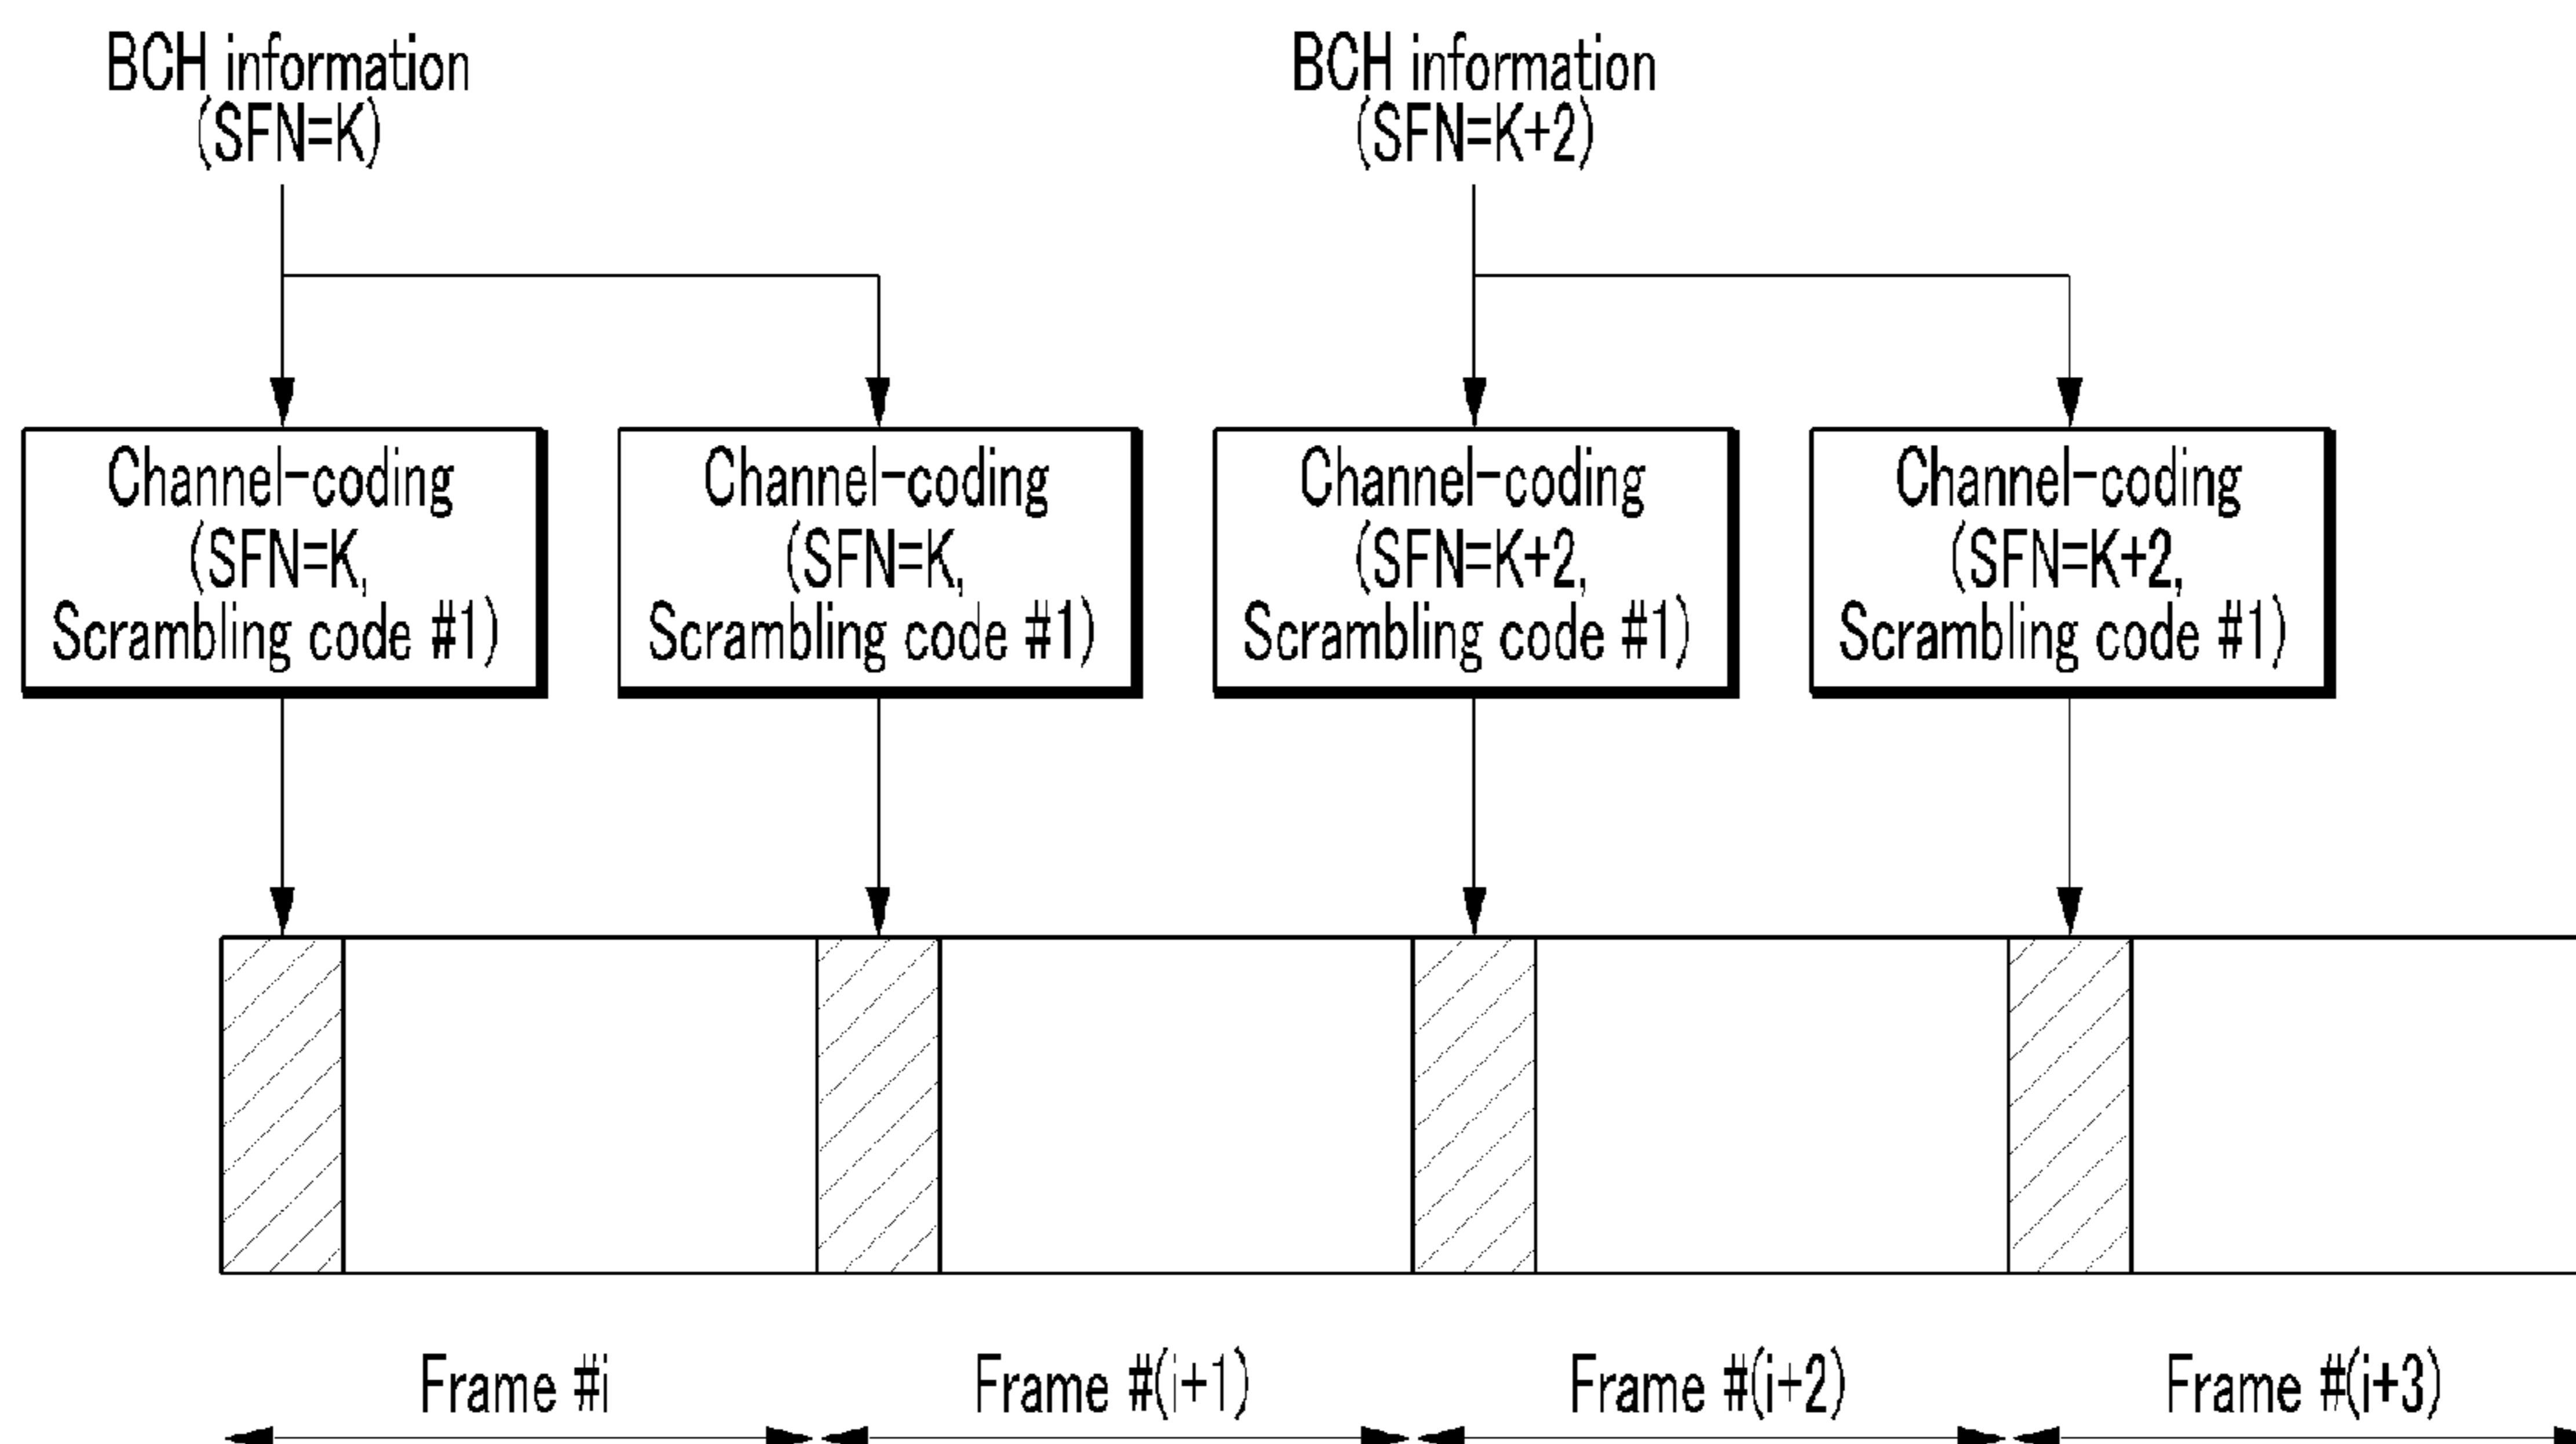 BCH information
(SFN=K)
BCH information
(SFN=K+2)
Channel-coding
(SFN=K,
Scrambling code #1)
Channel-coding
(SFN=K,
Scrambling code #1)
Channel-coding
(SFN=K+2,
Scrambling code #1)
Channel-coding
(SFN=K+2,
Scrambling code #1)
Frame #i
Frame #(i+1)
Frame #(i+2)
Frame #(i+3)